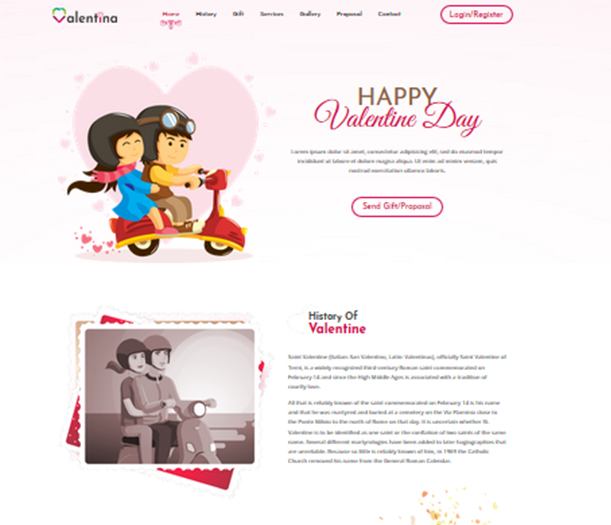 Valentina
Home History Gift Services Gallery Proposal Contact
Login/Register
HAPPY
Valentine Day
Lorem ipsum dolor sit amet, consectetur adipisicing elit, sed do eiusmod tempor
incididunt ut labore et dolore magna aliqua. Ut enim ad minim veniam, quis
nostrud exercitation ullamco laboris.
Send Gift/Proposal
History Of
Valentine
Saint Valentine (Italian: San Valentino, Latin: Valentinus), officially Saint Valentine of
Terni, is a widely recognized third-century Roman saint commemorated on
February 14 and since the High Middle Ages is associated with a tradition of
courtly love.
All that is reliably known of the saint commemorated on February 14 is his name
and that he was martyred and buried at a cemetery on the Via Flaminia close to
the Ponte Milvio to the north of Rome on that day. It is uncertain whether St.
Valentine is to be identified as one saint or the conflation of two saints of the same
name. Several different martyrologies have been added to later hagiographies that
are unreliable. Because so little is reliably known of him, in 1969 the Catholic
Church removed his name from the General Roman Calendar.